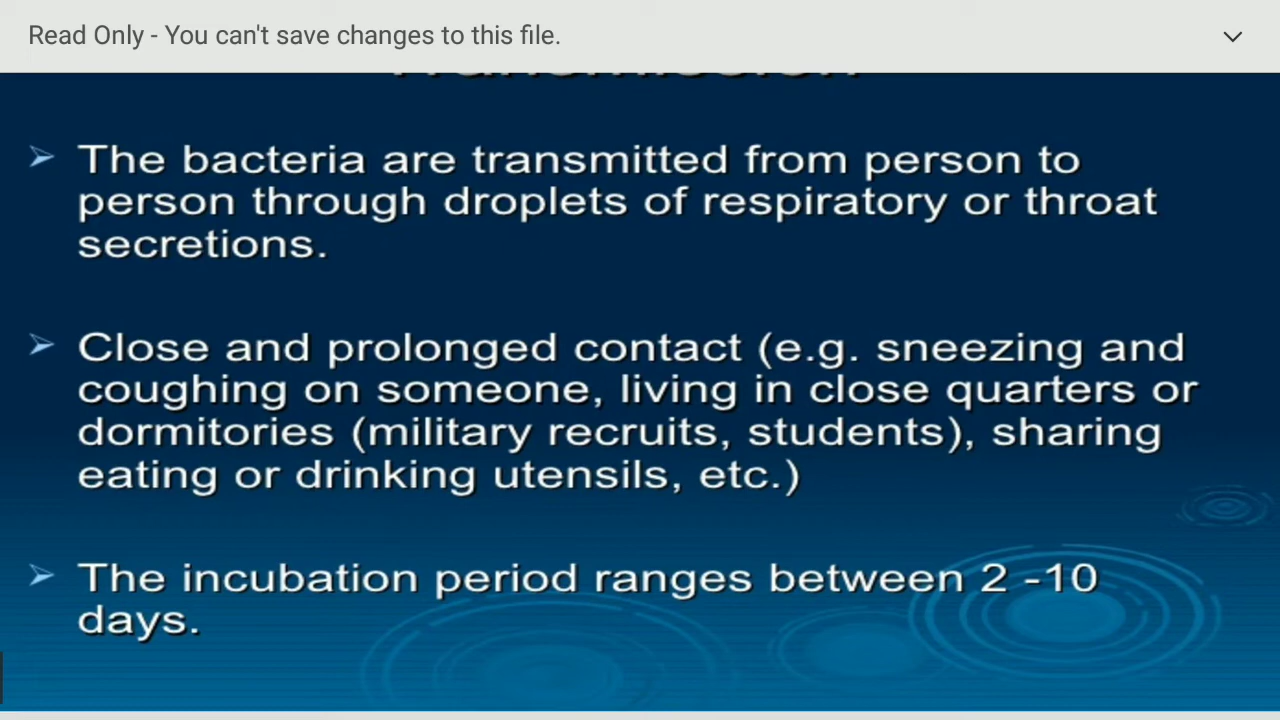 Read Only - You can't save changes to this file.
The bacteria are transmitted from person to
person through droplets of respiratory or throat
secretions.
Close and prolonged contact (e.g. sneezing and
coughing on someone, living in close quarters or
dormitories (military recruits, students), sharing
eating or drinking utensils, etc.)
The incubation period ranges between 2 -10
days.